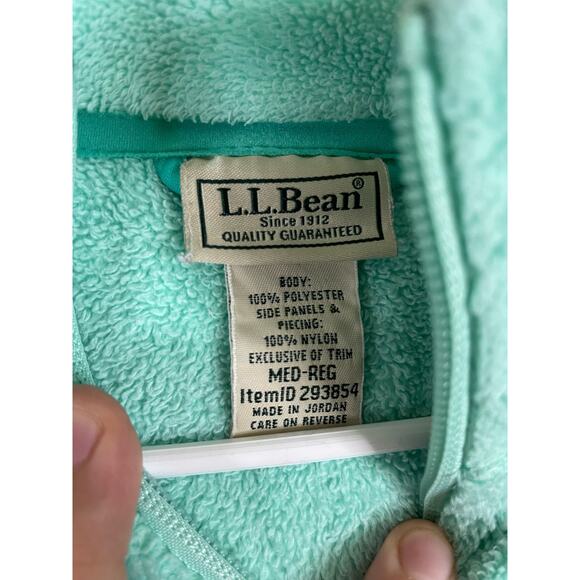 L.L.Bean®
Since 1912
QUALITY GUARANTEED
BODY:
100% POLYESTER
SIDE PANELS &
PIECING:
100% NYLON
EXCLUSIVE OF TRIM
MED-REG
ItemID 293854
MADE IN JORDAN
CARE ON REVERSE